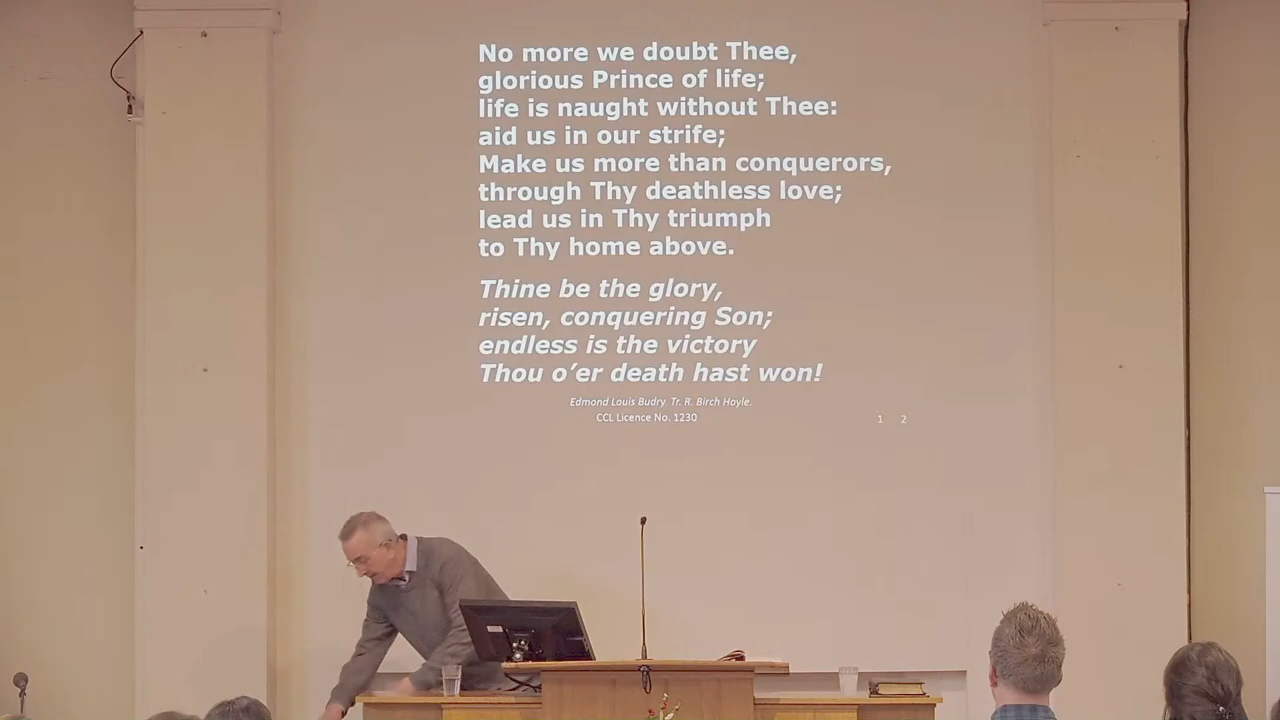 No more we doubt Thee,
glorious Prince of life;
life is naught without Thee:
aid us in our strife;
Make us more than conquerors,
through Thy deathless love;
lead us in Thy triumph
to Thy home above.
Thine be the glory,
risen, conquering Son;
endless is the victory
Thou o’er death hast won!
Edmond Louis Budry. Tr. R. Birch Hoyle.
CCL Licence No. 1230
1 2